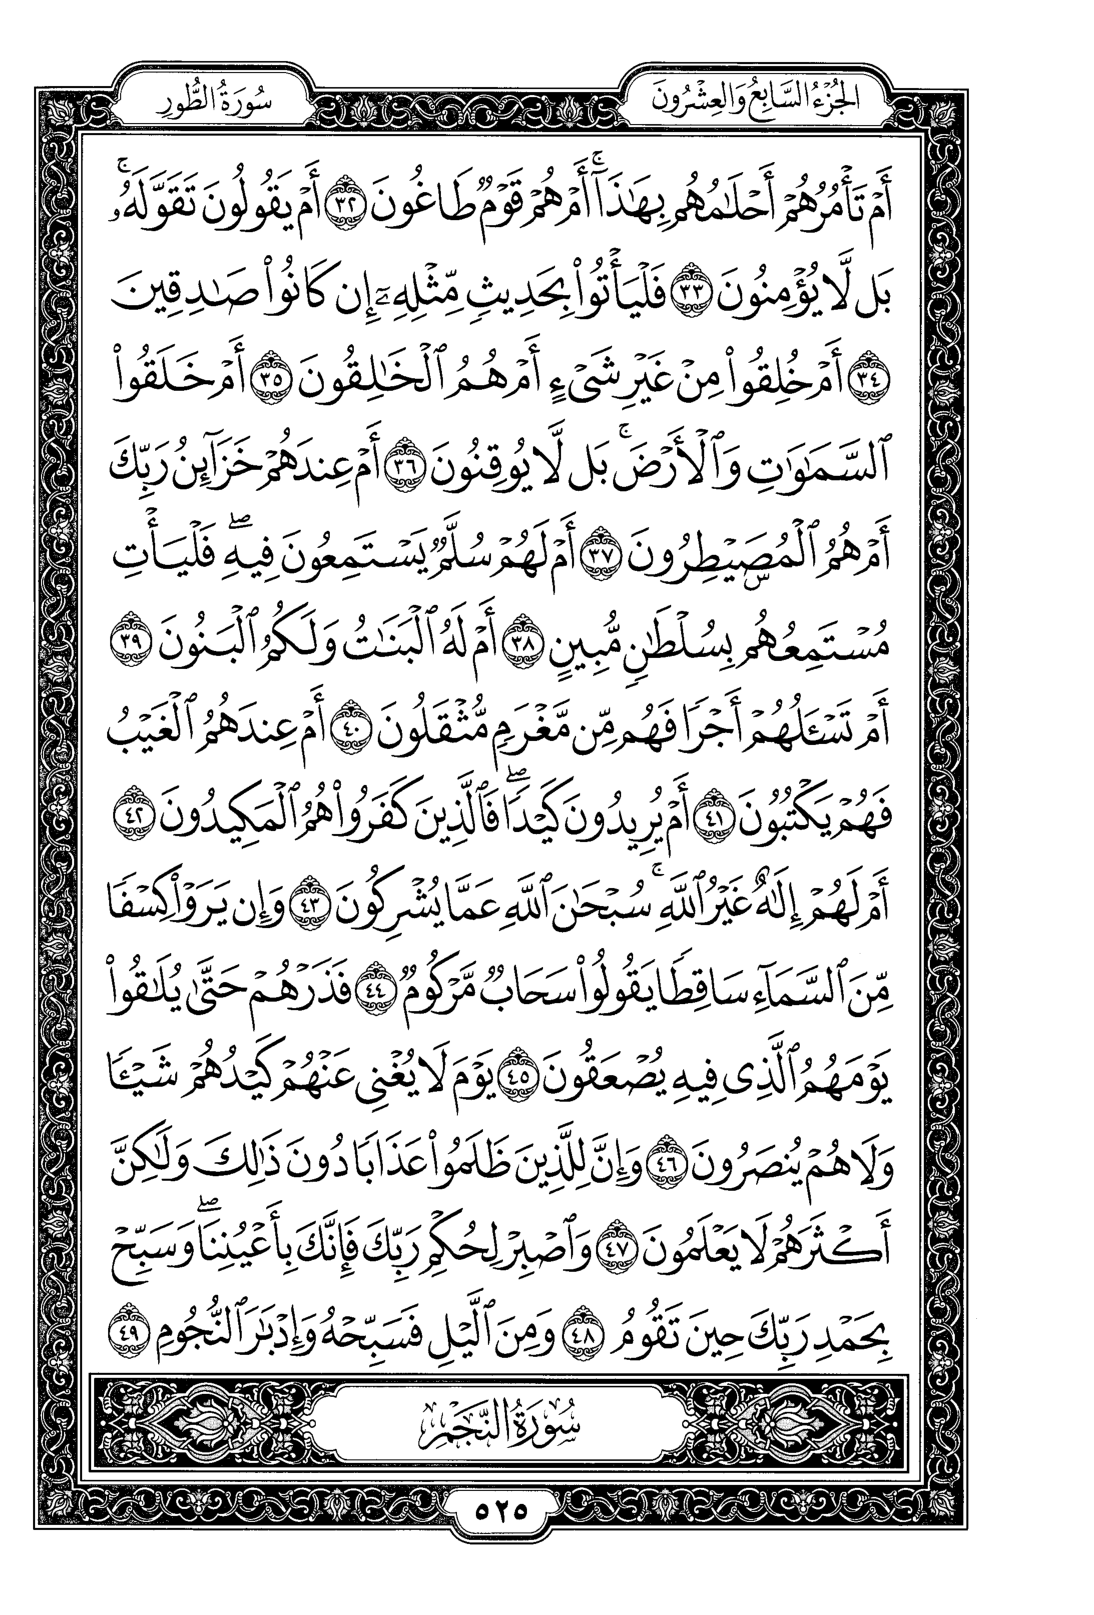 الجُزْءُ السَّابِعُ وَالعِشْرُونَ
سُورَةُ الطُّورِ
أَمۡ تَأۡمُرُهُمۡ أَحۡلَٰمُهُم بِهَٰذَآۚ أَمۡ هُمۡ قَوۡمٞ طَاغُونَ ٣٢ أَمۡ يَقُولُونَ تَقَوَّلَهُۥۚ
بَل لَّا يُؤۡمِنُونَ ٣٣ فَلۡيَأۡتُواْ بِحَدِيثٖ مِّثۡلِهِۦٓ إِن كَانُواْ صَٰدِقِينَ
٣٤ أَمۡ خُلِقُواْ مِنۡ غَيۡرِ شَيۡءٍ أَمۡ هُمُ ٱلۡخَٰلِقُونَ ٣٥ أَمۡ خَلَقُواْ
ٱلسَّمَٰوَٰتِ وَٱلۡأَرۡضَۚ بَل لَّا يُوقِنُونَ ٣٦ أَمۡ عِندَهُمۡ خَزَآئِنُ رَبِّكَ
أَمۡ هُمُ ٱلۡمُصَۜيۡطِرُونَ ٣٧ أَمۡ لَهُمۡ سُلَّمٞ يَسۡتَمِعُونَ فِيهِۖ فَلۡيَأۡتِ
مُسۡتَمِعُهُم بِسُلۡطَٰنٖ مُّبِينٍ ٣٨ أَمۡ لَهُ ٱلۡبَنَٰتُ وَلَكُمُ ٱلۡبَنُونَ ٣٩
أَمۡ تَسۡـَٔلُهُمۡ أَجۡرٗا فَهُم مِّن مَّغۡرَمٖ مُّثۡقَلُونَ ٤٠ أَمۡ عِندَهُمُ ٱلۡغَيۡبُ
فَهُمۡ يَكۡتُبُونَ ٤١ أَمۡ يُرِيدُونَ كَيۡدٗاۖ فَٱلَّذِينَ كَفَرُواْ هُمُ ٱلۡمَكِيدُونَ ٤٢
أَمۡ لَهُمۡ إِلَٰهٌ غَيۡرُ ٱللَّهِۚ سُبۡحَٰنَ ٱللَّهِ عَمَّا يُشۡرِكُونَ ٤٣ وَإِن يَرَوۡاْ كِسۡفٗا
مِّنَ ٱلسَّمَآءِ سَاقِطٗا يَقُولُواْ سَحَابٞ مَّرۡكُومٞ ٤٤ فَذَرۡهُمۡ حَتَّىٰ يُلَٰقُواْ
يَوۡمَهُمُ ٱلَّذِي فِيهِ يُصۡعَقُونَ ٤٥ يَوۡمَ لَا يُغۡنِي عَنۡهُمۡ كَيۡدُهُمۡ شَيۡـٔٗا
وَلَا هُمۡ يُنصَرُونَ ٤٦ وَإِنَّ لِلَّذِينَ ظَلَمُواْ عَذَابٗا دُونَ ذَٰلِكَ وَلَٰكِنَّ
أَكۡثَرَهُمۡ لَا يَعۡلَمُونَ ٤٧ وَٱصۡبِرۡ لِحُكۡمِ رَبِّكَ فَإِنَّكَ بِأَعۡيُنِنَاۖ وَسَبِّحۡ
بِحَمۡدِ رَبِّكَ حِينَ تَقُومُ ٤٨ وَمِنَ ٱلَّيۡلِ فَسَبِّحۡهُ وَإِدۡبَٰرَ ٱلنُّجُومِ ٤٩
سُورَةُ النَّجۡمِ
٥٢٥